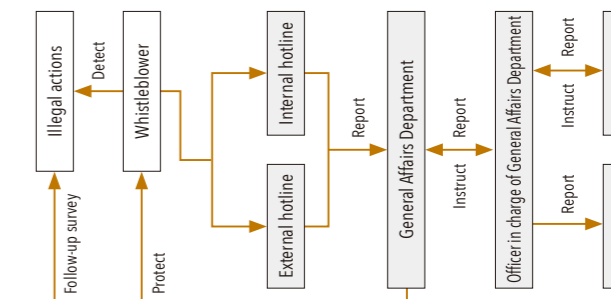 Illegal actions
Detect
Whistleblower
Internal hotline
External hotline
Report
General Affairs Department
Report
Instruct
Officer in charge of General Affairs Department
Report
Instruct
Report
Follow-up survey
Protect